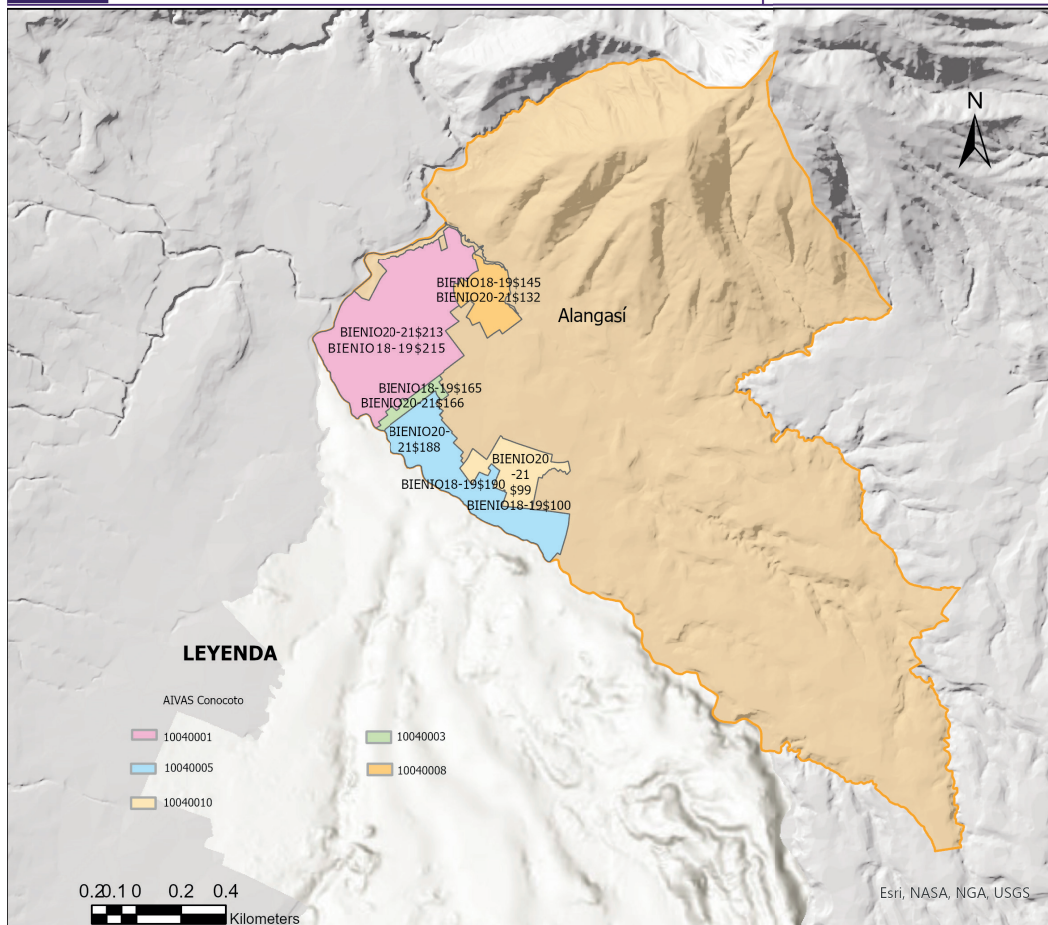 N
BIENIO18-19$145
BIENIO20-21$132
Alangasí
BIENIO20-21$213
BIENIO18-19$215
BIENIO18-19$165
BIENIO20-21$166
BIENIO20-
21$188
BIENIO20
-21
$99
BIENIO18-19$190
BIENIO18-19$100
LEYENDA
AIVAS Conocoto
10040001
10040003
10040005
10040008
10040010
0.20.1 0 0.2 0.4
Kilometers
Esri, NASA, NGA, USGS